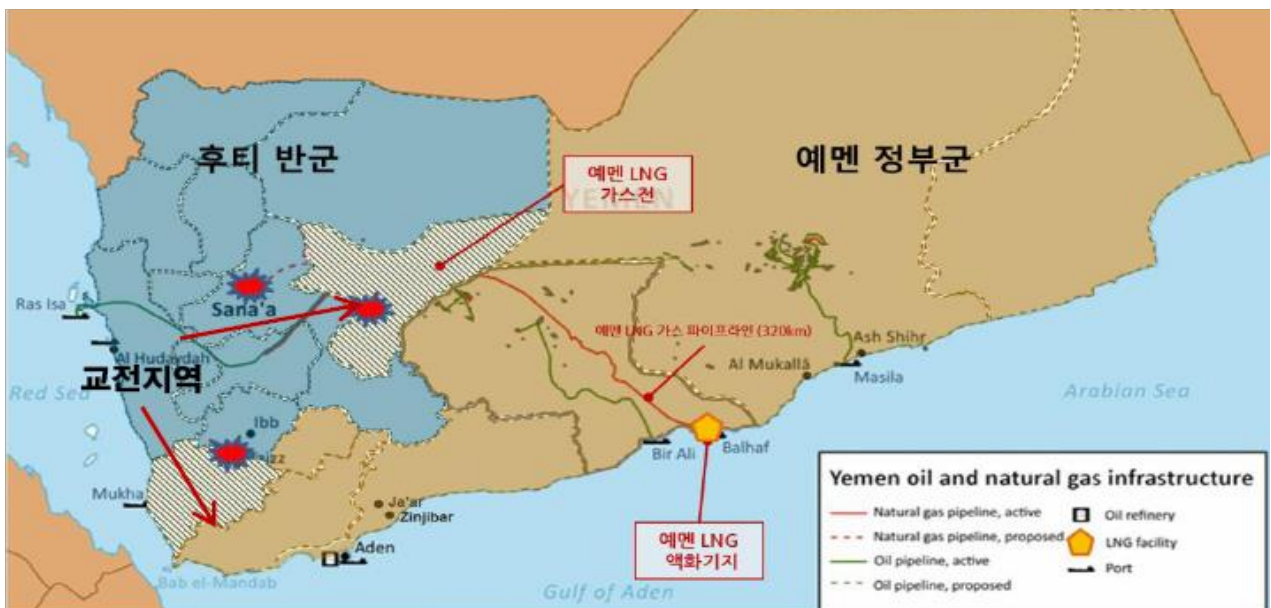 후티 반군
예멘 정부군
예멘 LNG
가스전
YEMEN
Ras Isa
Sana'a
예멘 LNG 가스 파이프라인 (320km)
Al Hudaydah
교전지역
Red Sea
Ash Shihr
Al Mukallā
Masila
Arabian Sea
Ibb
Bir Ali
Balhaf
Mukha
Ja'ar
Zinjibar
예멘 LNG
액화기지
Aden
Bab el-Mandab
Gulf of Aden
Yemen oil and natural gas infrastructure
Natural gas pipeline, active
Natural gas pipeline, proposed
Oil pipeline, active
Oil pipeline, proposed
Oil refinery
LNG facility
Port